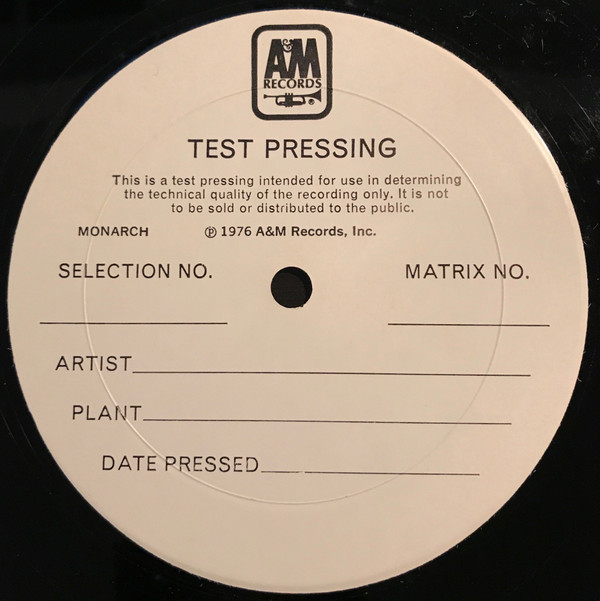 A&M
RECORDS
®
TEST PRESSING
This is a test pressing intended for use in determining
the technical quality of the recording only. It is not
to be sold or distributed to the public.
MONARCH ℗ 1976 A&M Records, Inc.
SELECTION NO. MATRIX NO.
ARTIST
PLANT
DATE PRESSED